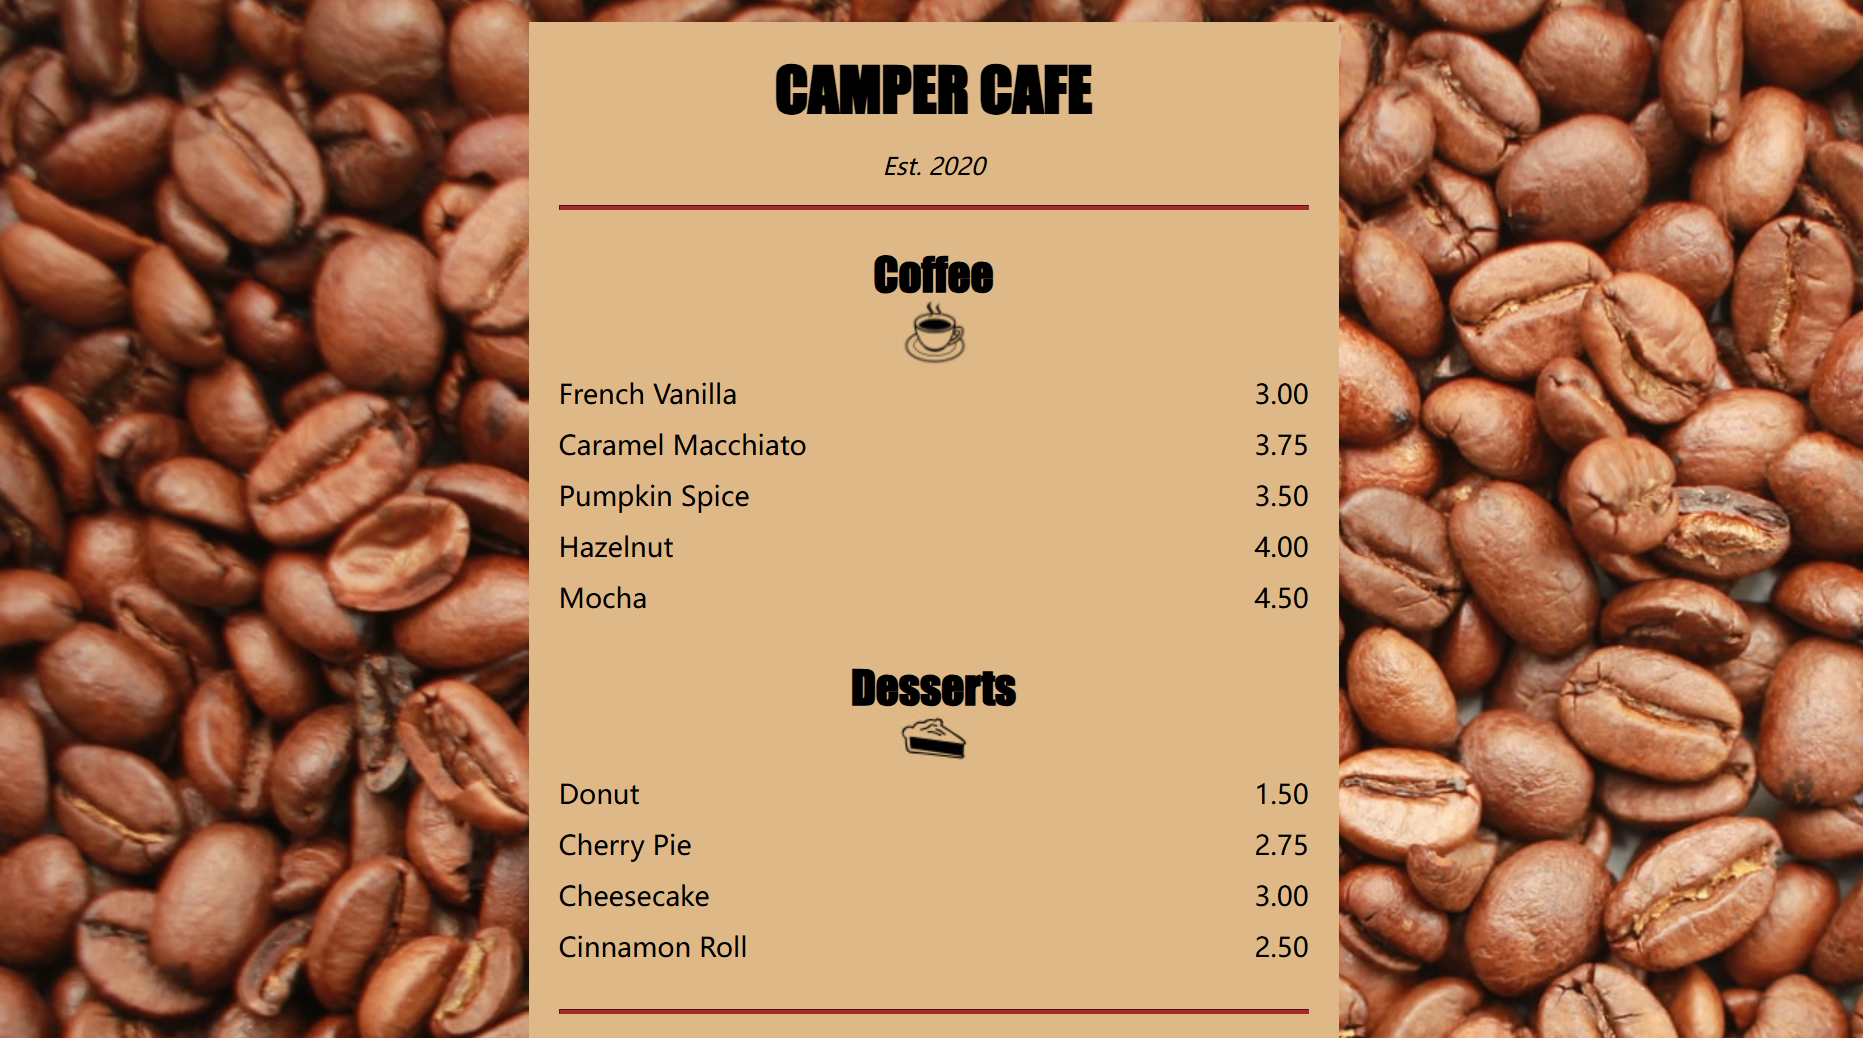 CAMPER CAFE
Est. 2020
Coffee
French Vanilla 3.00
Caramel Macchiato 3.75
Pumpkin Spice 3.50
Hazelnut 4.00
Mocha 4.50
Desserts
Donut 1.50
Cherry Pie 2.75
Cheesecake 3.00
Cinnamon Roll 2.50